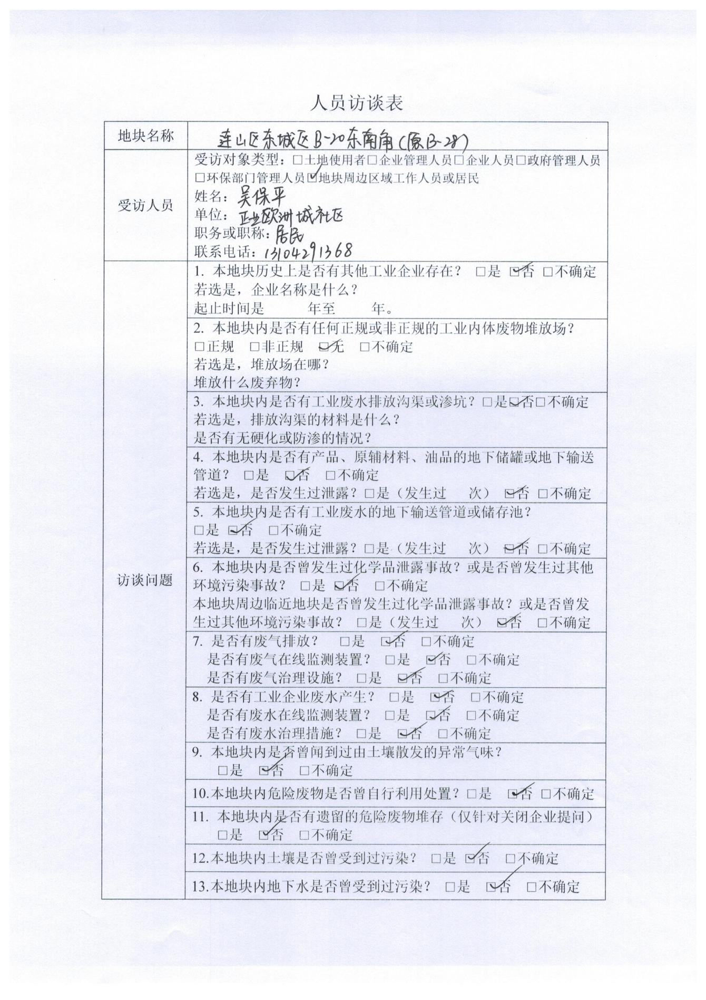 人员访谈表
地块名称
连山区东城区B-20东南角(原B-28)
受访人员
受访对象类型：□土地使用者□企业管理人员□企业人员□政府管理人员
□环保部门管理人员☑地块周边区域工作人员或居民
姓名：吴保平
单位：正业欧洲城社区
职务或职称：居民
联系电话：13104291368
访谈问题
1. 本地块历史上是否有其他工业企业存在？ □是 ☑否 □不确定
若选是，企业名称是什么？
起止时间是 年至 年。
2. 本地块内是否有任何正规或非正规的工业内体废物堆放场？
□正规 □非正规 ☑无 □不确定
若选是，堆放场在哪？
堆放什么废弃物？
3. 本地块内是否有工业废水排放沟渠或渗坑？□是☑否□不确定
若选是，排放沟渠的材料是什么？
是否有无硬化或防渗的情况？
4. 本地块内是否有产品、原辅材料、油品的地下储罐或地下输送
管道？ □是 ☑否 □不确定
若选是，是否发生过泄露？□是（发生过 次） ☑否 □不确定
5. 本地块内是否有工业废水的地下输送管道或储存池？
□是 ☑否 □不确定
若选是，是否发生过泄露？□是（发生过 次） ☑否 □不确定
6. 本地块内是否曾发生过化学品泄露事故？或是否曾发生过其他
环境污染事故？ □是 ☑否 □不确定
本地块周边临近地块是否曾发生过化学品泄露事故？或是否曾发
生过其他环境污染事故？ □是（发生过 次） ☑否 □不确定
7. 是否有废气排放？ □是 ☑否 □不确定
是否有废气在线监测装置？ □是 ☑否 □不确定
是否有废气治理设施？ □是 ☑否 □不确定
8. 是否有工业企业废水产生？ □是 ☑否 □不确定
是否有废水在线监测装置？ □是 ☑否 □不确定
是否有废水治理措施？ □是 ☑否 □不确定
9. 本地块内是否曾闻到过由土壤散发的异常气味？
□是 ☑否 □不确定
10.本地块内危险废物是否曾自行利用处置？□是 ☑否 □不确定
11. 本地块内是否有遗留的危险废物堆存（仅针对关闭企业提问）
□是 ☑否 □不确定
12.本地块内土壤是否曾受到过污染？ □是 ☑否 □不确定
13.本地块内地下水是否曾受到过污染？ □是 ☑否 □不确定